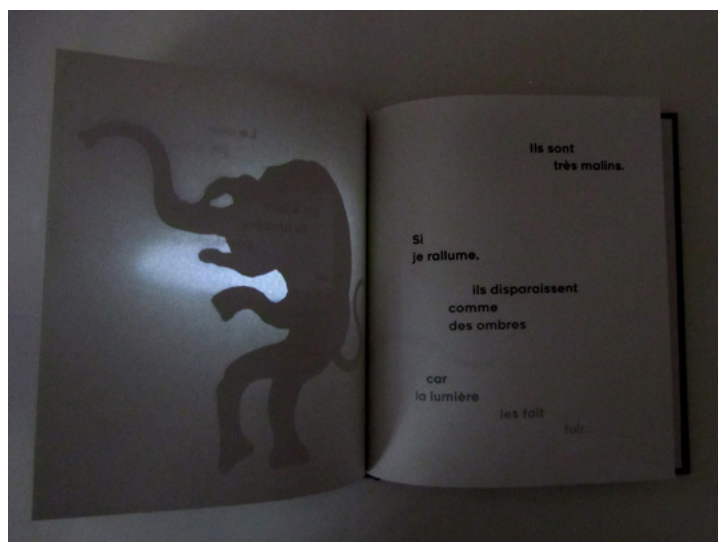 Ils sont
très malins.
Si
je rallume,
ils disparaissent
comme
des ombres
car
la lumière
les fait
fuir.